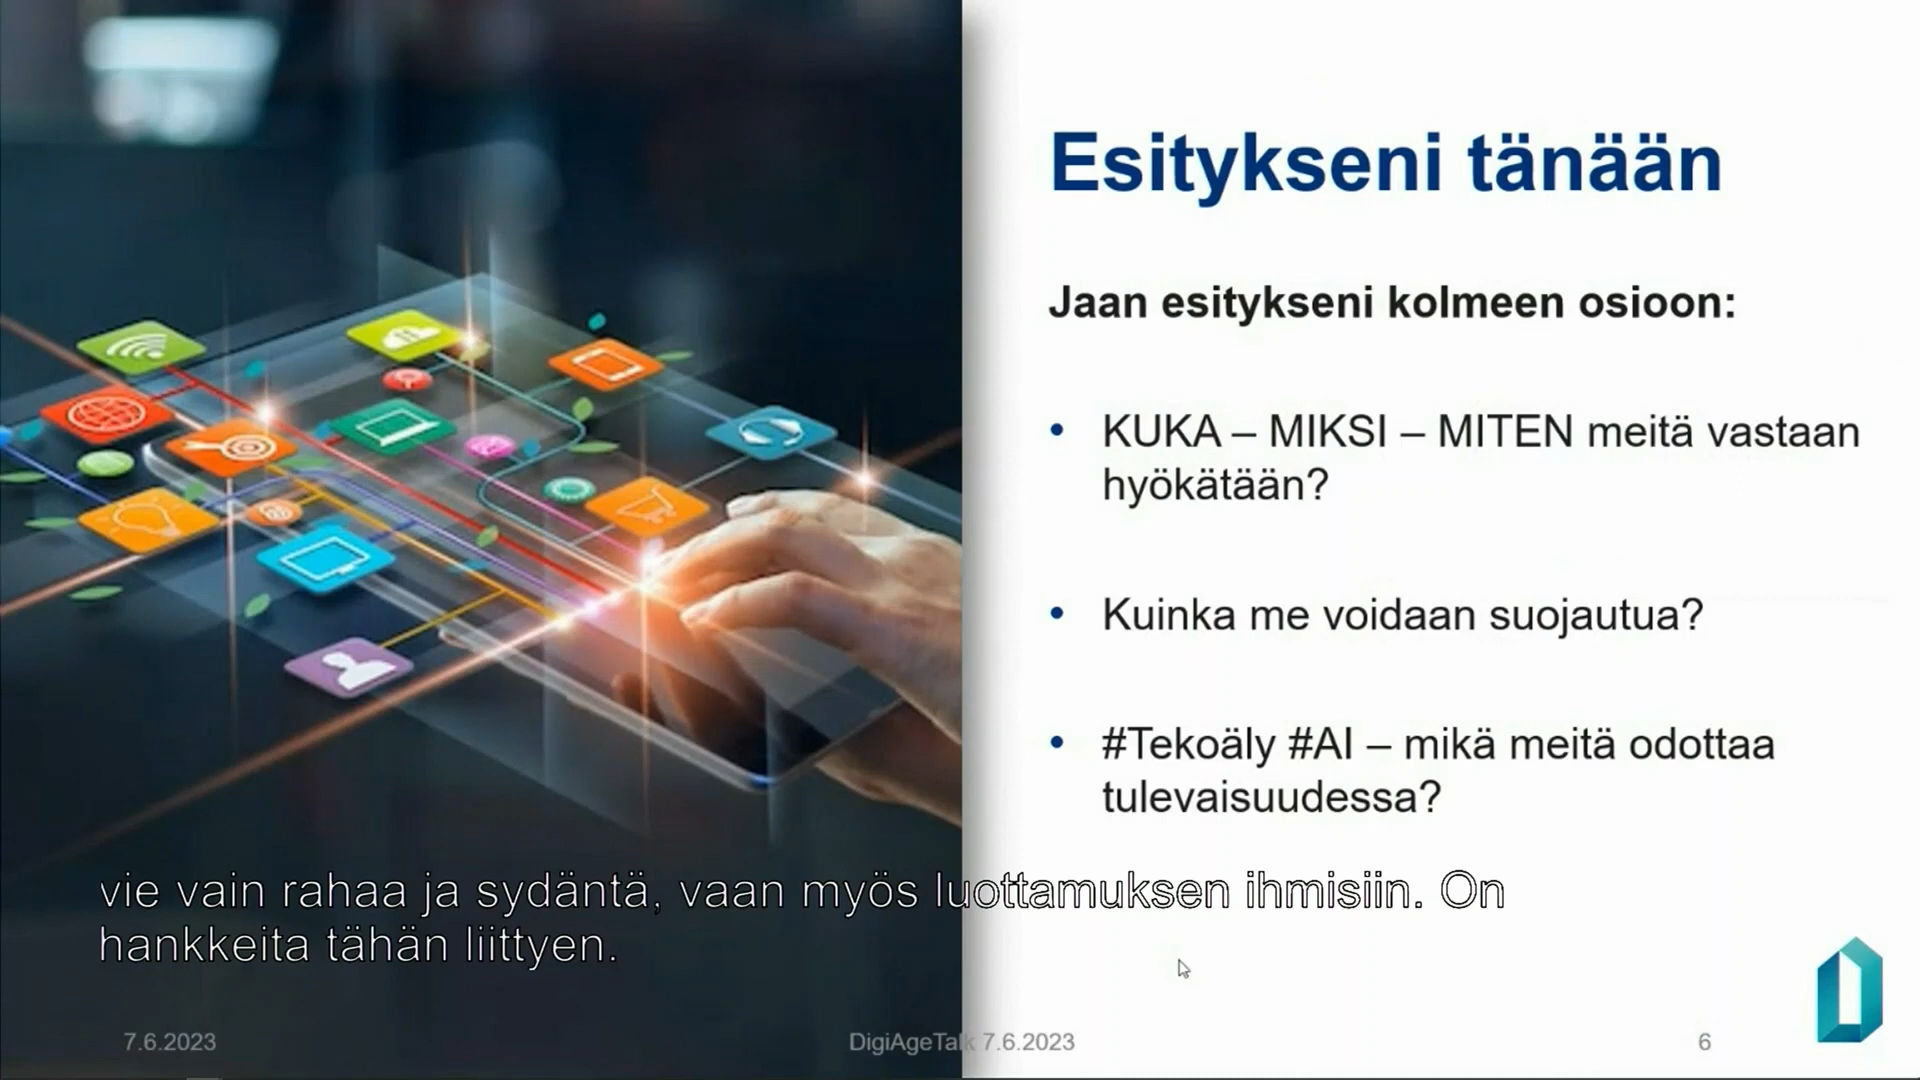 Esitykseni tänään
Jaan esitykseni kolmeen osioon:
• KUKA – MIKSI – MITEN meitä vastaan
hyökätään?
• Kuinka me voidaan suojautua?
• #Tekoäly #AI – mikä meitä odottaa
tulevaisuudessa?
vie vain rahaa ja sydäntä, vaan myös luottamuksen ihmisiin. On
hankkeita tähän liittyen.
7.6.2023
DigiAgeTalk 7.6.2023
6